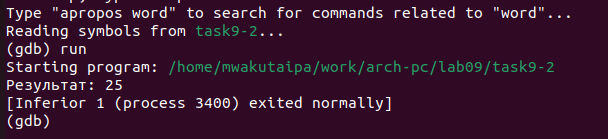 Type "apropos word" to search for commands related to "word"...
Reading symbols from task9-2...
(gdb) run
Starting program: /home/mwakutaipa/work/arch-pc/lab09/task9-2
Результат: 25
[Inferior 1 (process 3400) exited normally]
(gdb)